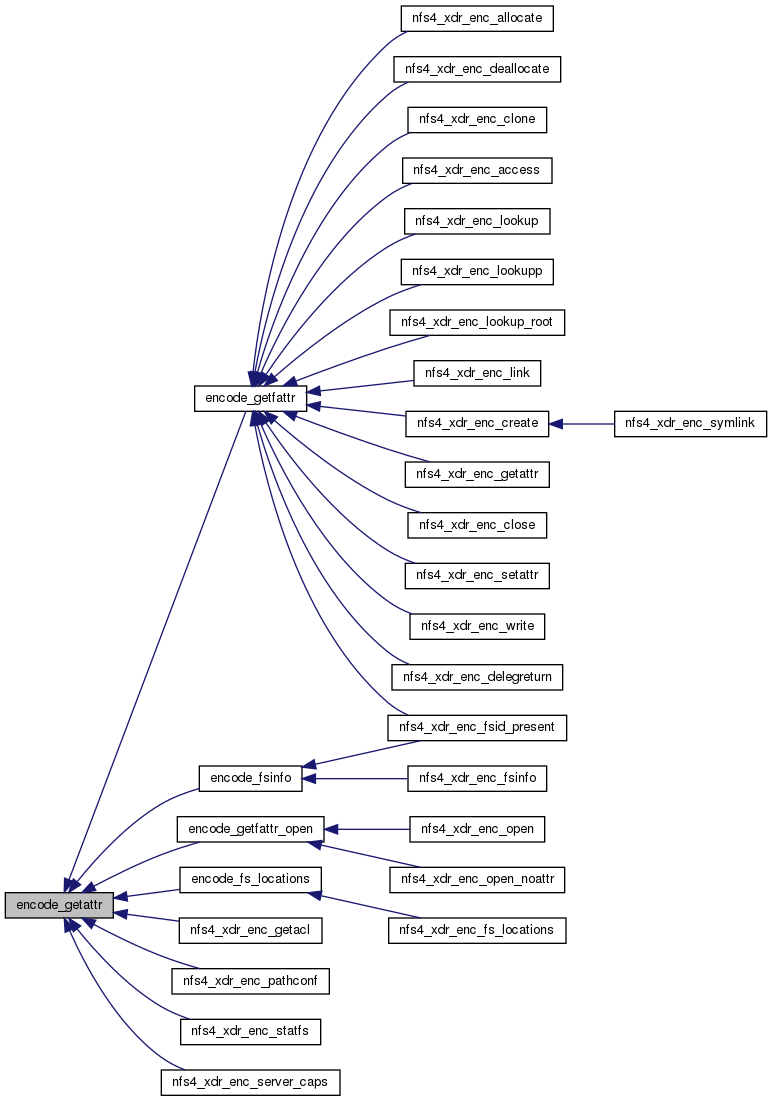 nfs4_xdr_enc_allocate
nfs4_xdr_enc_deallocate
nfs4_xdr_enc_clone
nfs4_xdr_enc_access
nfs4_xdr_enc_lookup
nfs4_xdr_enc_lookupp
nfs4_xdr_enc_lookup_root
nfs4_xdr_enc_link
encode_getfattr
nfs4_xdr_enc_create
nfs4_xdr_enc_symlink
nfs4_xdr_enc_getattr
nfs4_xdr_enc_close
nfs4_xdr_enc_setattr
nfs4_xdr_enc_write
nfs4_xdr_enc_delegreturn
nfs4_xdr_enc_fsid_present
encode_fsinfo
nfs4_xdr_enc_fsinfo
encode_getfattr_open
nfs4_xdr_enc_open
encode_fs_locations
nfs4_xdr_enc_open_noattr
encode_getattr
nfs4_xdr_enc_getacl
nfs4_xdr_enc_fs_locations
nfs4_xdr_enc_pathconf
nfs4_xdr_enc_statfs
nfs4_xdr_enc_server_caps